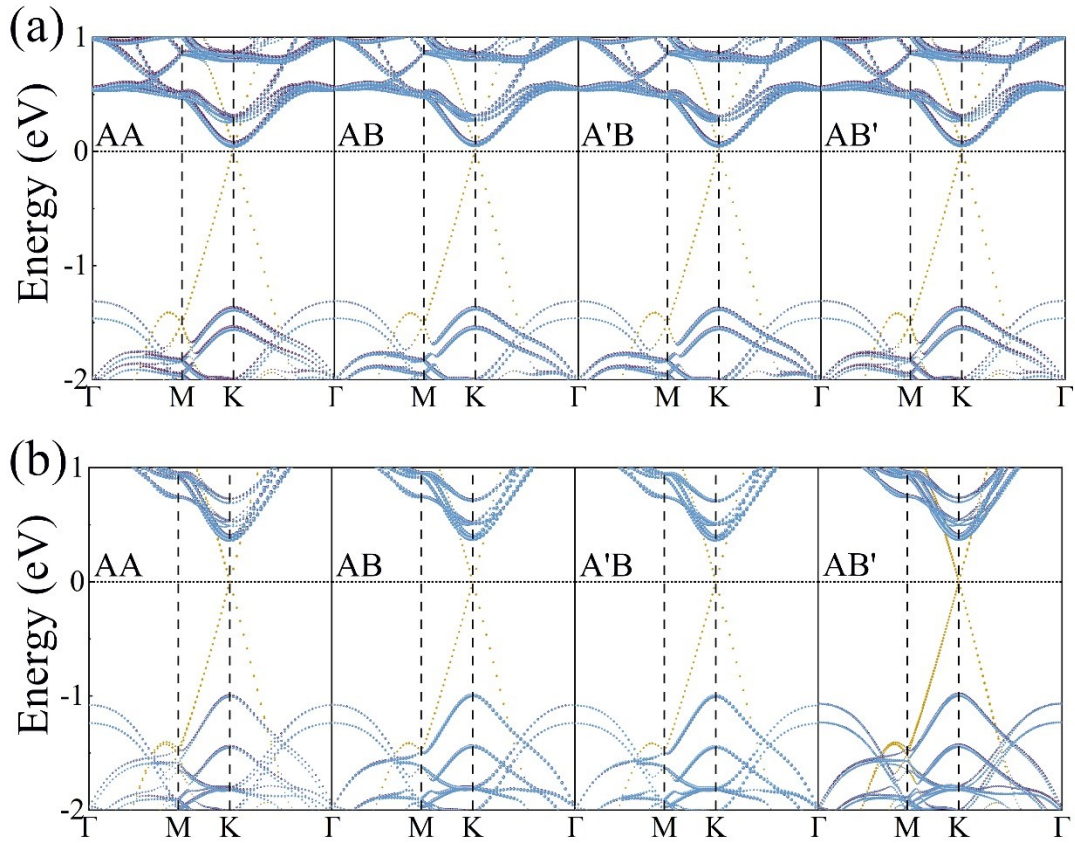 (a)
Energy (eV)
1
0
-1
-2
AA
AB
A'B
AB'
Γ M K Γ M K Γ M K Γ M K Γ
(b)
Energy (eV)
1
0
-1
-2
AA
AB
A'B
AB'
Γ M K Γ M K Γ M K Γ M K Γ